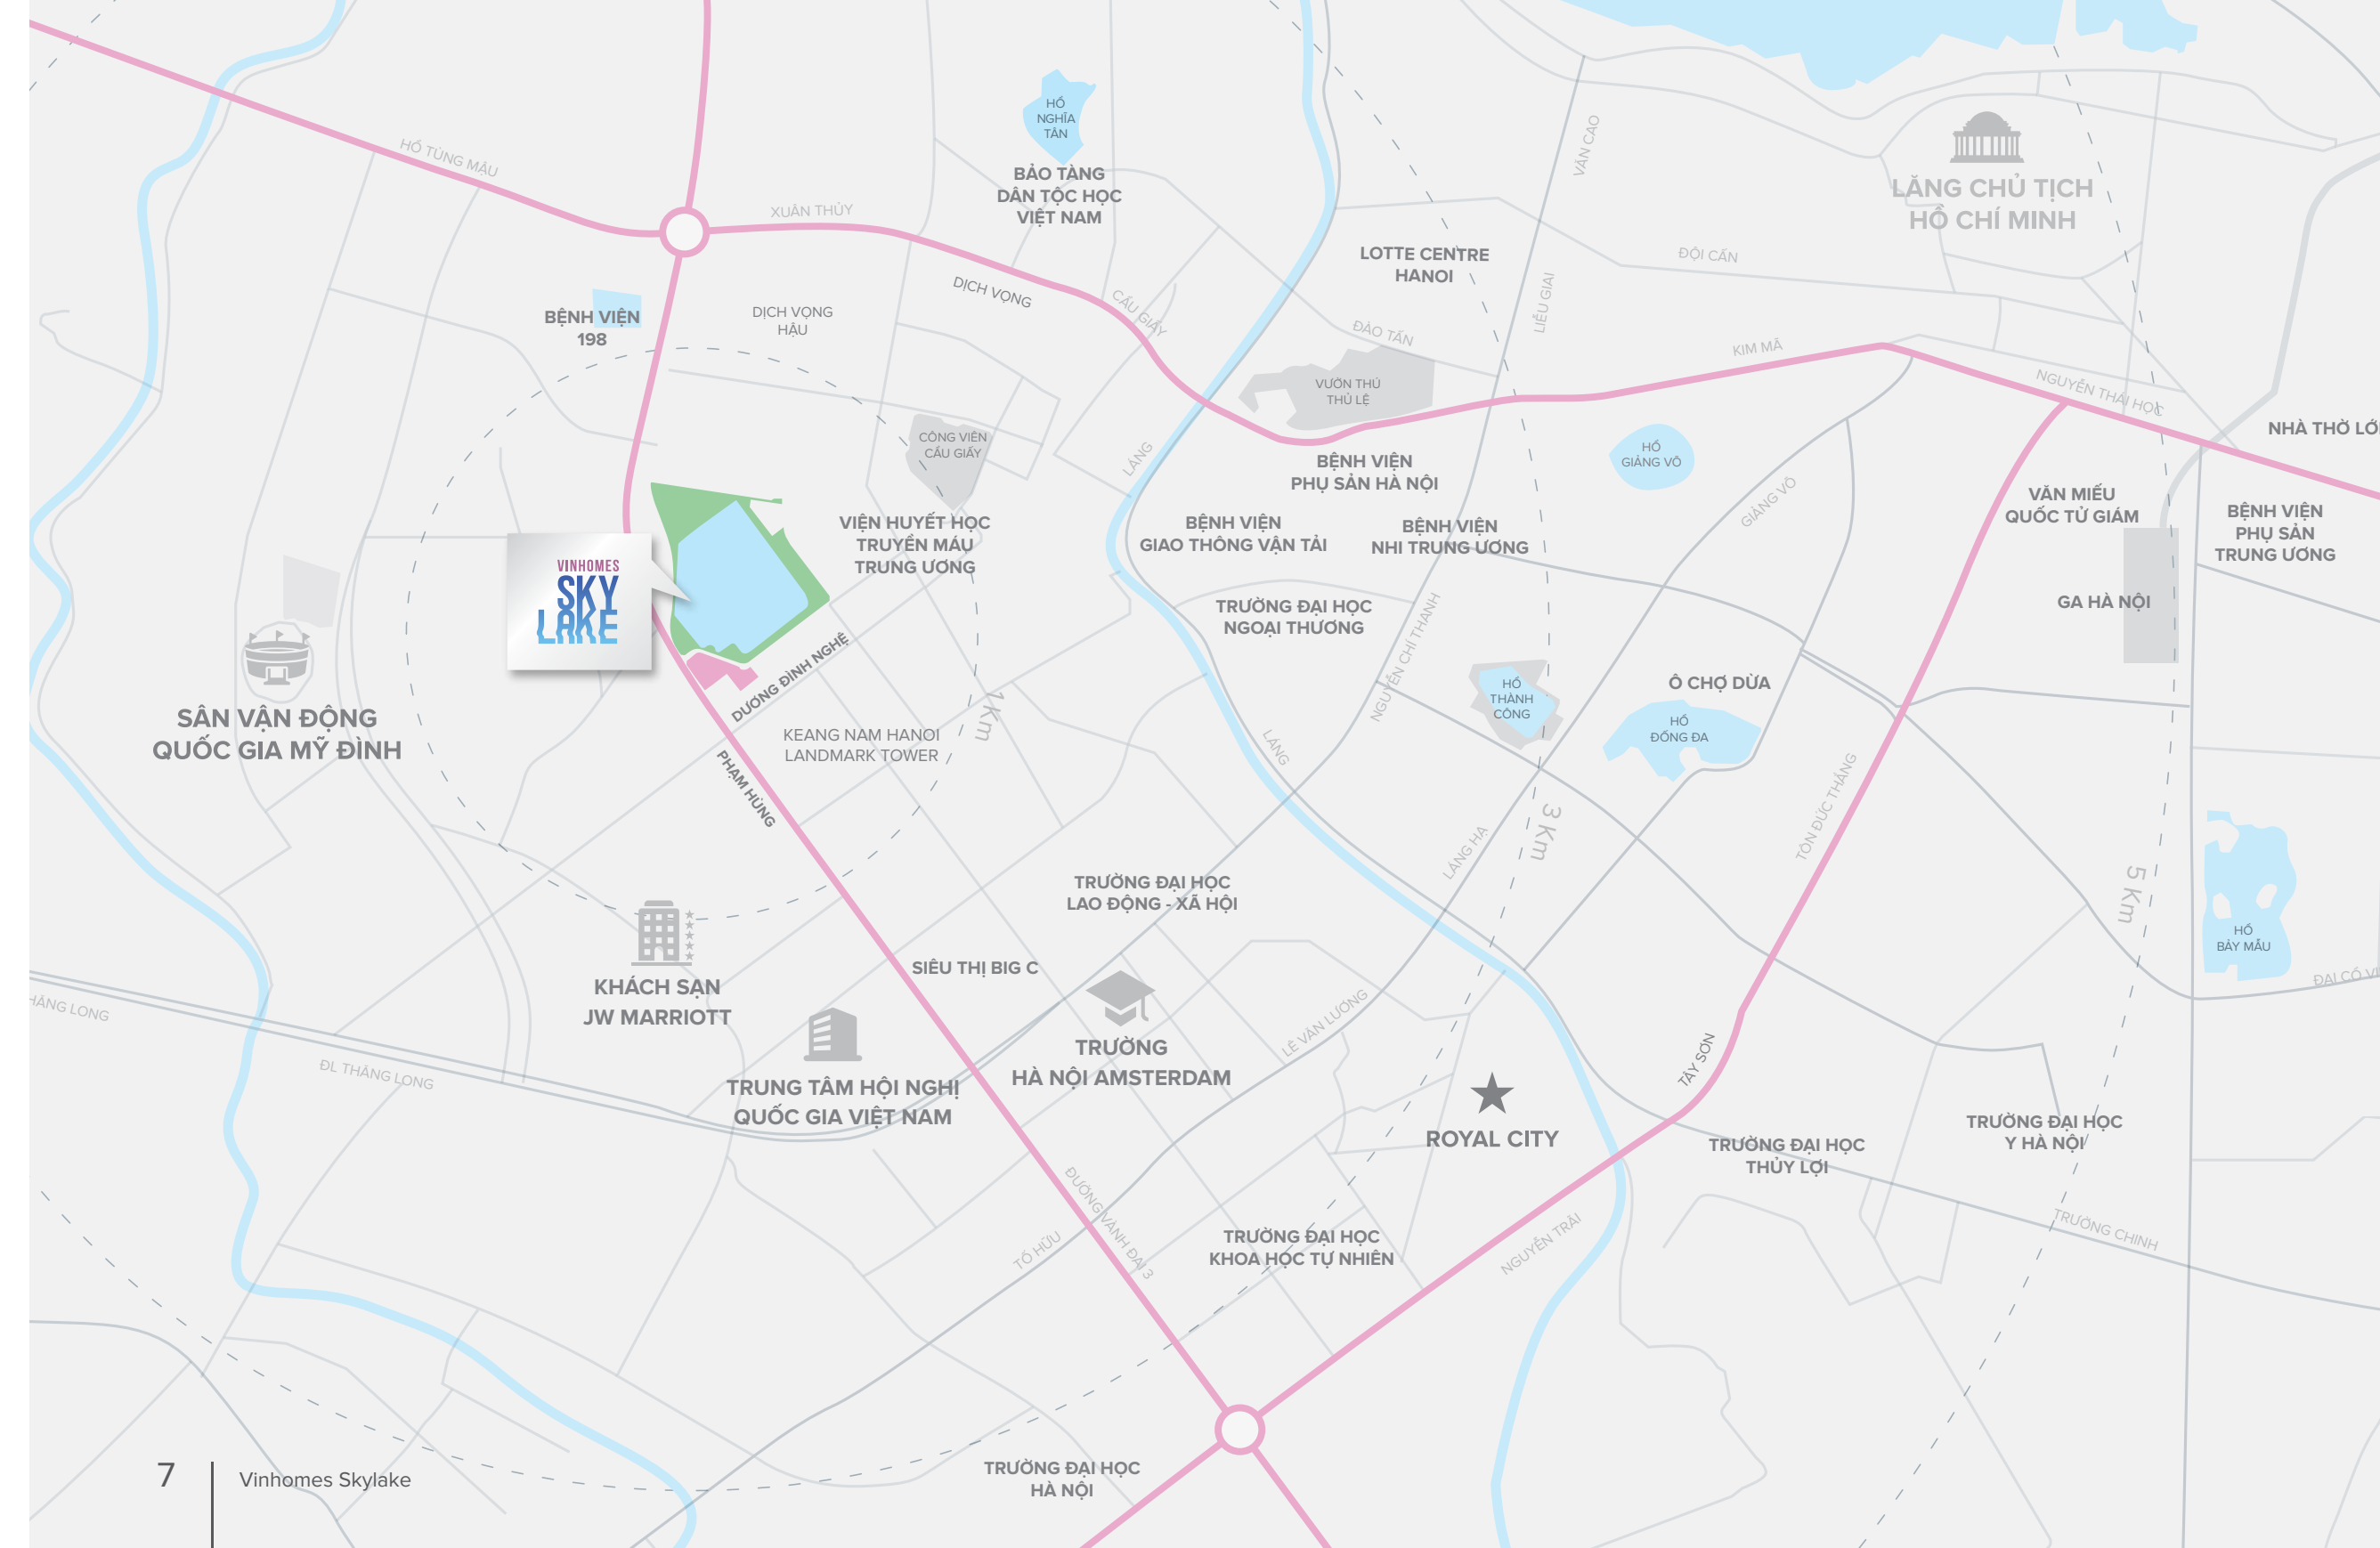 HỒ
NGHĨA
TÂN
BẢO TÀNG
DÂN TỘC HỌC
VIỆT NAM
HỒ TÙNG MẬU
XUÂN THỦY
VĂN CAO
LĂNG CHỦ TỊCH
HỒ CHÍ MINH
LOTTE CENTRE
HANOI
ĐỘI CẤN
LIỄU GIAI
BỆNH VIỆN
198
DỊCH VỌNG
HẬU
DỊCH VỌNG
CẦU GIẤY
ĐÀO TẤN
KIM MÃ
VƯỜN THÚ
THỦ LỆ
NGUYỄN THÁI HỌC
NHÀ THỜ LỚ
CÔNG VIÊN
CẦU GIẤY
LÁNG
HỒ
GIẢNG VÕ
BỆNH VIỆN
PHỤ SẢN HÀ NỘI
GIẢNG VÕ
VĂN MIẾU
QUỐC TỬ GIÁM
BỆNH VIỆN
PHỤ SẢN
TRUNG ƯƠNG
VIỆN HUYẾT HỌC
TRUYỀN MÁU
TRUNG ƯƠNG
BỆNH VIỆN
GIAO THÔNG VẬN TẢI
BỆNH VIỆN
NHI TRUNG ƯƠNG
VINHOMES
SKY
LAKE
TRƯỜNG ĐẠI HỌC
NGOẠI THƯƠNG
GA HÀ NỘI
NGUYỄN CHÍ THANH
DƯƠNG ĐÌNH NGHỆ
SÂN VẬN ĐỘNG
QUỐC GIA MỸ ĐÌNH
KEANG NAM HANOI
LANDMARK TOWER
1 Km
HỒ
THÀNH
CÔNG
Ô CHỢ DỪA
HỒ
ĐỐNG ĐA
PHẠM HÙNG
LÁNG
3 Km
LÁNG HẠ
TÔN ĐỨC THẮNG
5 Km
TRƯỜNG ĐẠI HỌC
LAO ĐỘNG - XÃ HỘI
HỒ
BẢY MẪU
SIÊU THỊ BIG C
KHÁCH SẠN
JW MARRIOTT
ĐẠI CỒ VI
HĂNG LONG
TRƯỜNG
HÀ NỘI AMSTERDAM
LÊ VĂN LƯƠNG
TÂY SƠN
ĐL THĂNG LONG
TRUNG TÂM HỘI NGHỊ
QUỐC GIA VIỆT NAM
ROYAL CITY
TRƯỜNG ĐẠI HỌC
THỦY LỢI
TRƯỜNG ĐẠI HỌC
Y HÀ NỘI
ĐƯỜNG VÀNH ĐAI 3
TỐ HỮU
TRƯỜNG ĐẠI HỌC
KHOA HỌC TỰ NHIÊN
NGUYỄN TRÃI
TRƯỜNG CHINH
TRƯỜNG ĐẠI HỌC
HÀ NỘI
7
Vinhomes Skylake